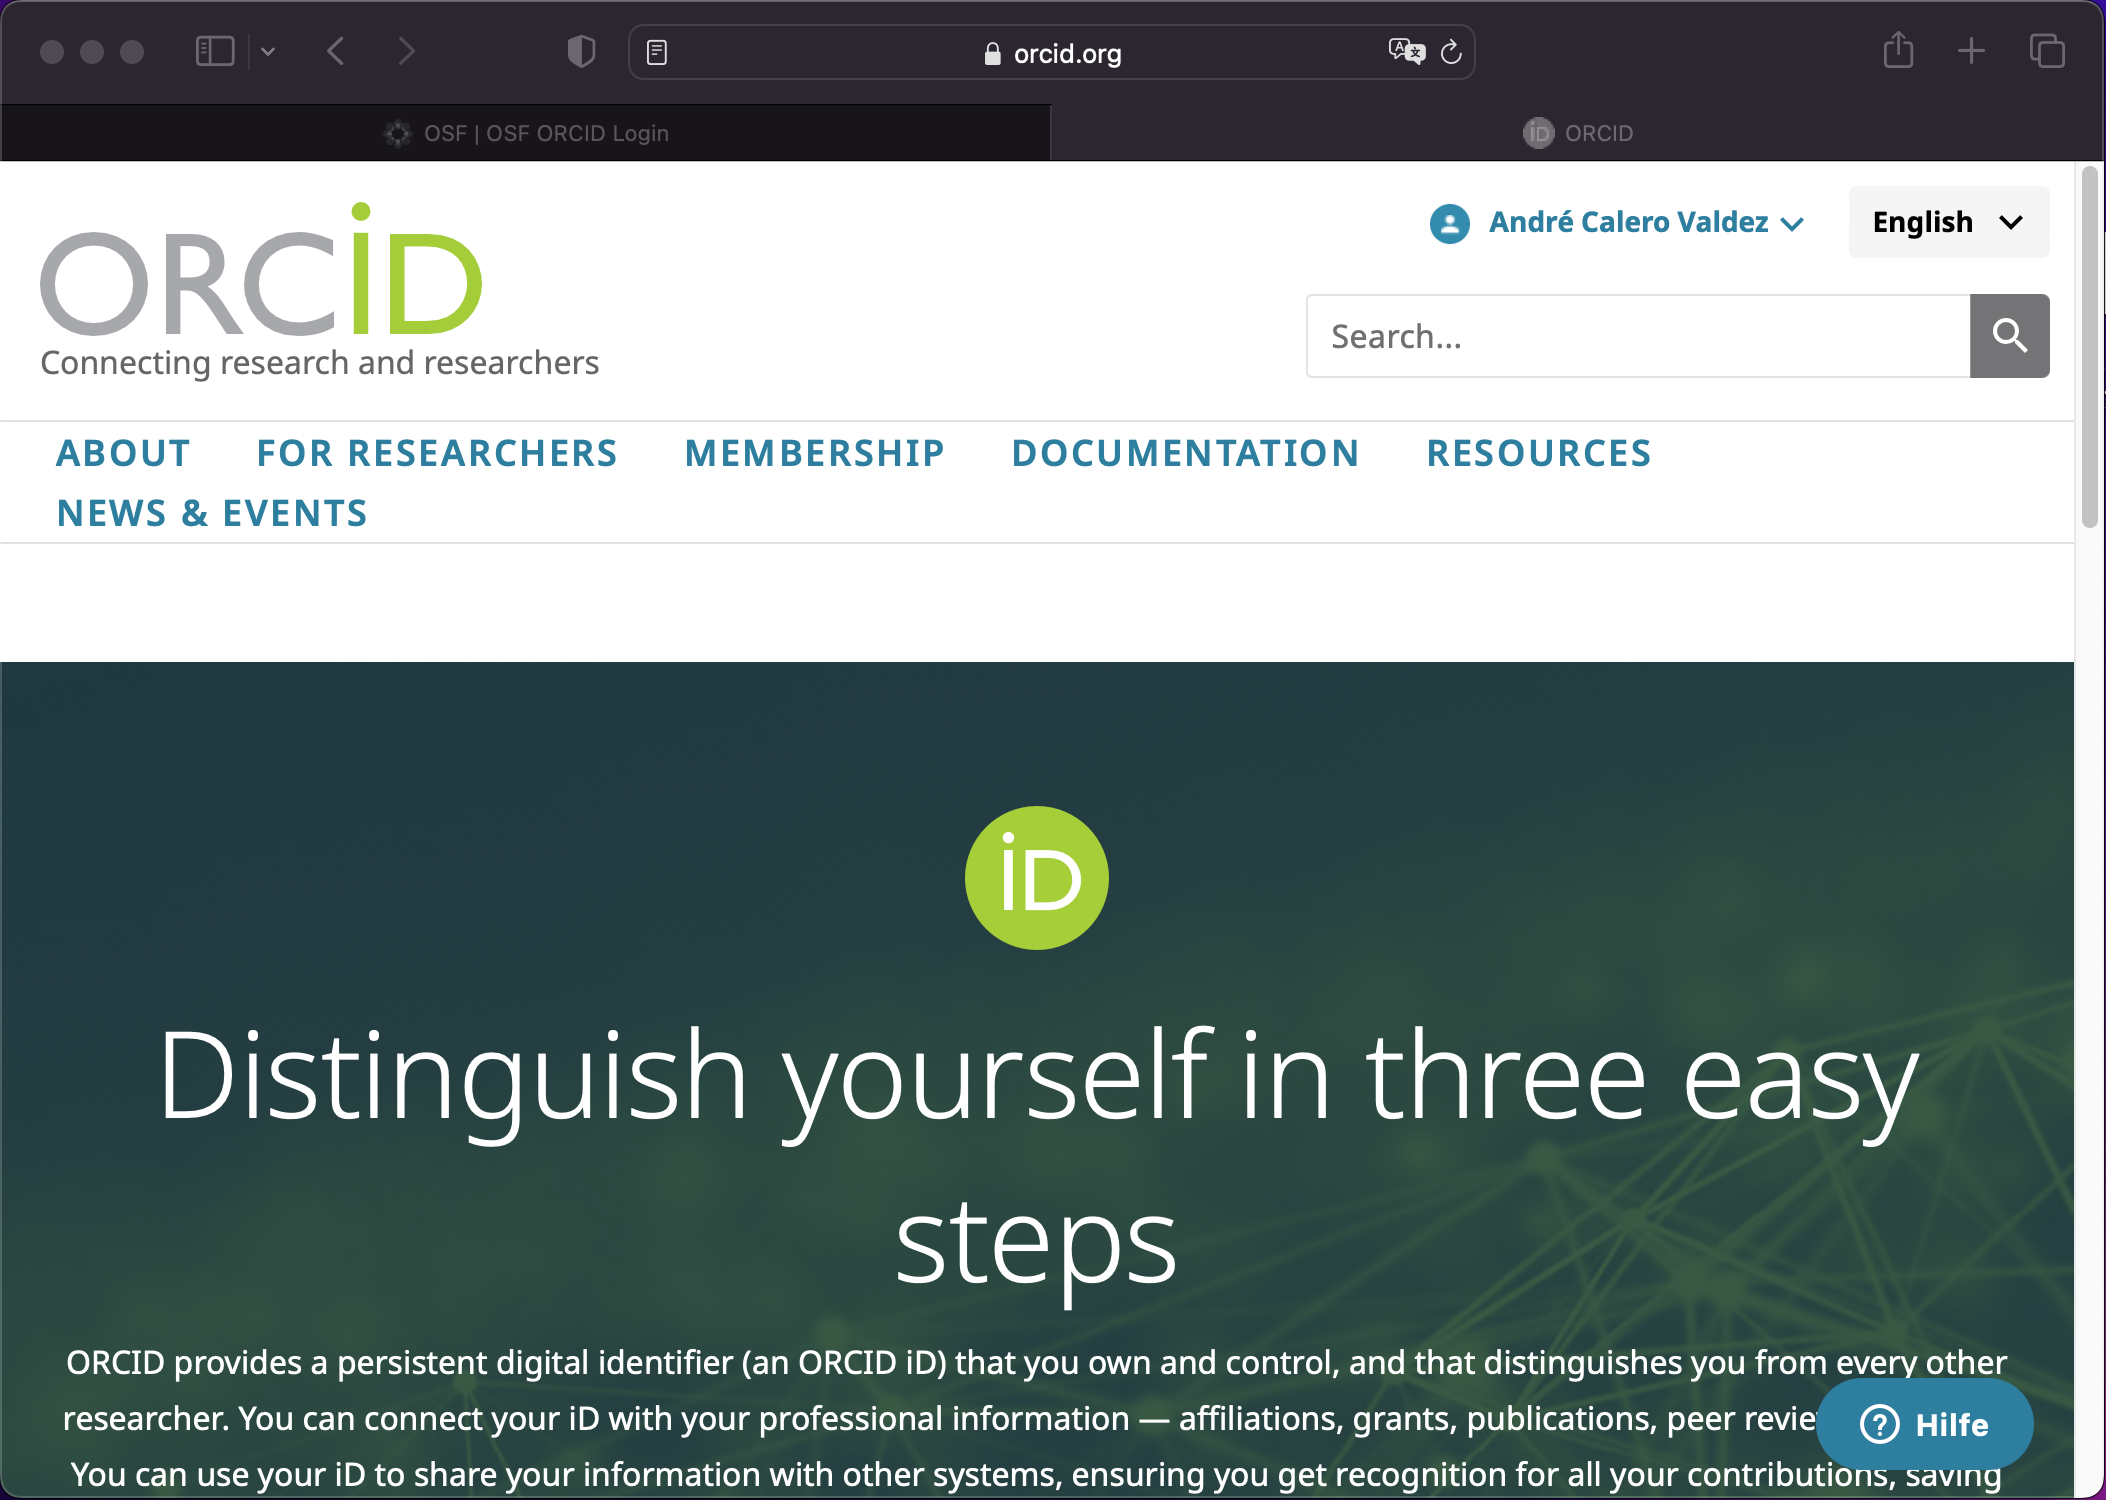 orcid.org
OSF | OSF ORCID Login
iD ORCID
ORCiD
Connecting research and researchers
André Calero Valdez
English
Search...
ABOUT FOR RESEARCHERS MEMBERSHIP DOCUMENTATION RESOURCES
NEWS & EVENTS
iD
Distinguish yourself in three easy
steps
ORCID provides a persistent digital identifier (an ORCID iD) that you own and control, and that distinguishes you from every other
researcher. You can connect your iD with your professional information — affiliations, grants, publications, peer
You can use your iD to share your information with other systems, ensuring you get recognition for all your contributions, saving
Hilfe